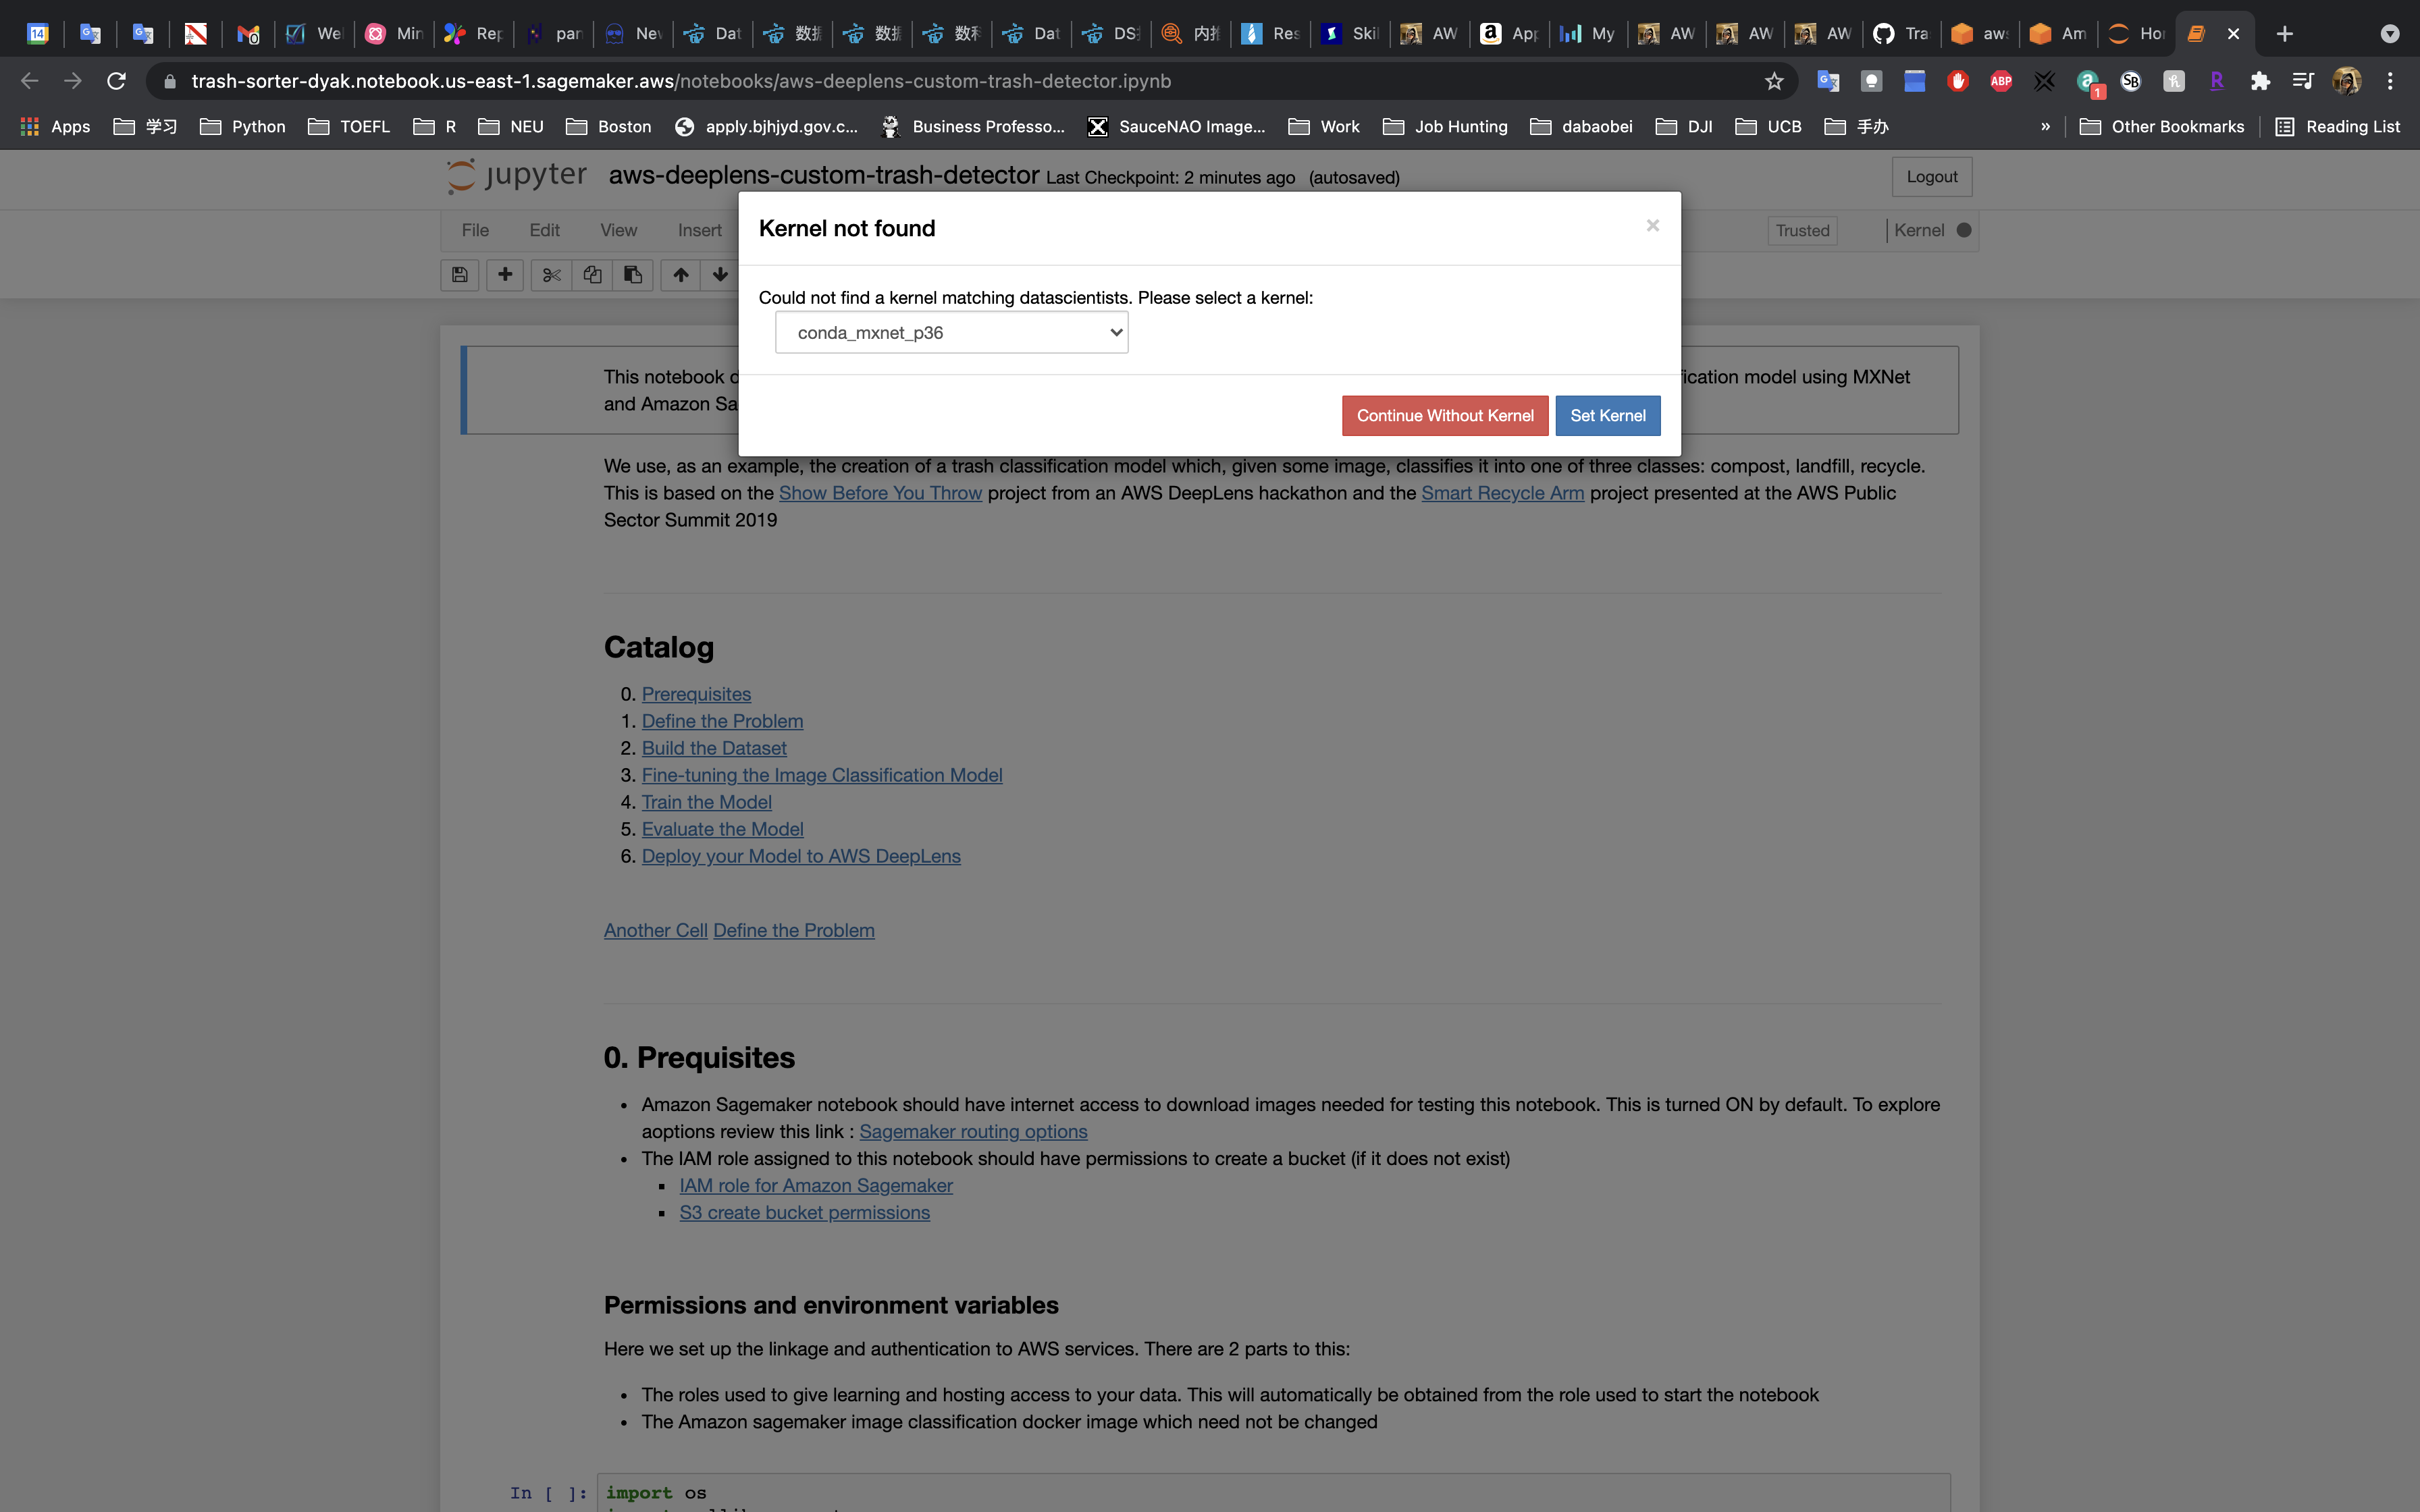 14 We Min Rep pan Nev Dat 数据 数据 数科 Dat DS 内推 Res Skil AW App My AW AW AW Tra aws Am Hor
trash-sorter-dyak.notebook.us-east-1.sagemaker.aws/notebooks/aws-deeplens-custom-trash-detector.ipynb ABP 1 SB R
Apps 学习 Python TOEFL R NEU Boston apply.bjhjyd.gov.c... Business Professo... SauceNAO Image... Work Job Hunting dabaobei DJI UCB 手办 » Other Bookmarks Reading List
jupyter aws-deeplens-custom-trash-detector Last Checkpoint: 2 minutes ago (autosaved) Logout
File Edit View Insert Trusted Kernel
Kernel not found ×
Could not find a kernel matching datascientists. Please select a kernel:
conda_mxnet_p36
Continue Without Kernel Set Kernel
This notebook d ication model using MXNet
and Amazon Sa
We use, as an example, the creation of a trash classification model which, given some image, classifies it into one of three classes: compost, landfill, recycle.
This is based on the Show Before You Throw project from an AWS DeepLens hackathon and the Smart Recycle Arm project presented at the AWS Public
Sector Summit 2019
Catalog
0. Prerequisites
1. Define the Problem
2. Build the Dataset
3. Fine-tuning the Image Classification Model
4. Train the Model
5. Evaluate the Model
6. Deploy your Model to AWS DeepLens
Another Cell Define the Problem
0. Prequisites
• Amazon Sagemaker notebook should have internet access to download images needed for testing this notebook. This is turned ON by default. To explore
aoptions review this link : Sagemaker routing options
• The IAM role assigned to this notebook should have permissions to create a bucket (if it does not exist)
▪ IAM role for Amazon Sagemaker
▪ S3 create bucket permissions
Permissions and environment variables
Here we set up the linkage and authentication to AWS services. There are 2 parts to this:
• The roles used to give learning and hosting access to your data. This will automatically be obtained from the role used to start the notebook
• The Amazon sagemaker image classification docker image which need not be changed
In [ ]: import os